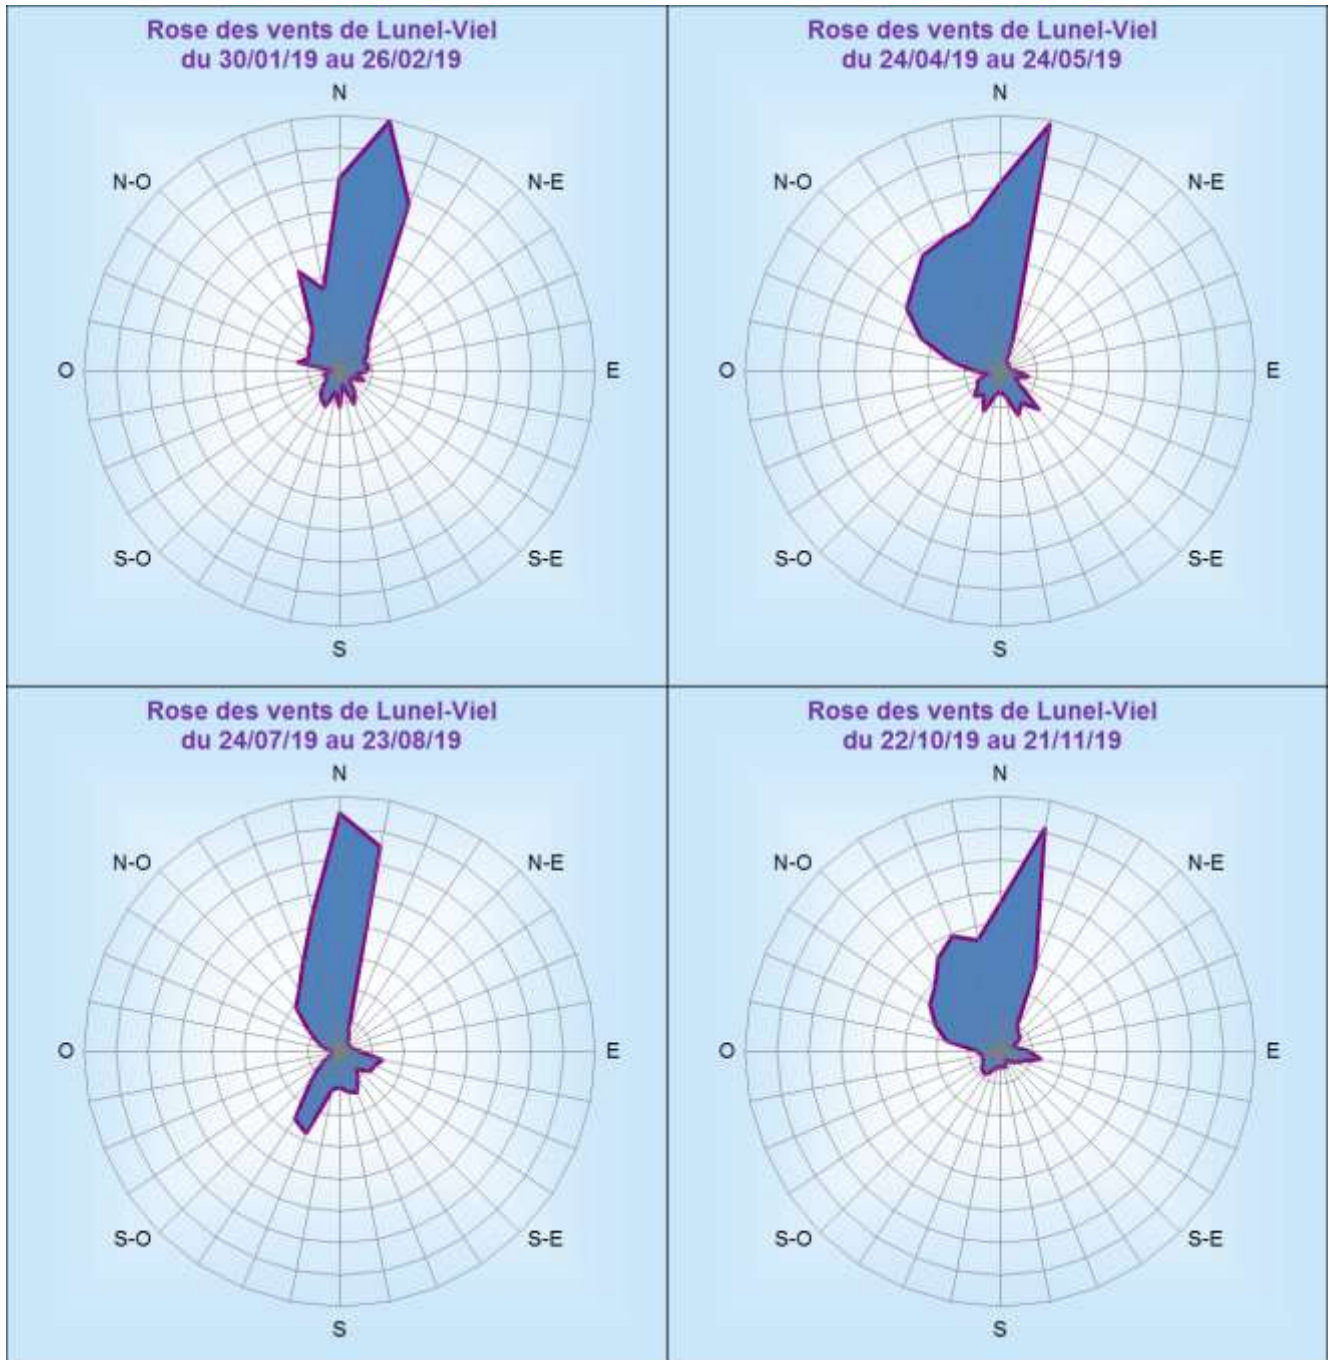 Rose des vents de Lunel-Viel
du 30/01/19 au 26/02/19
N
N-O
N-E
O
E
S-O
S-E
S
Rose des vents de Lunel-Viel
du 24/04/19 au 24/05/19
N
N-O
N-E
O
E
S-O
S-E
S
Rose des vents de Lunel-Viel
du 24/07/19 au 23/08/19
N
N-O
N-E
O
E
S-O
S-E
S
Rose des vents de Lunel-Viel
du 22/10/19 au 21/11/19
N
N-O
N-E
O
E
S-O
S-E
S